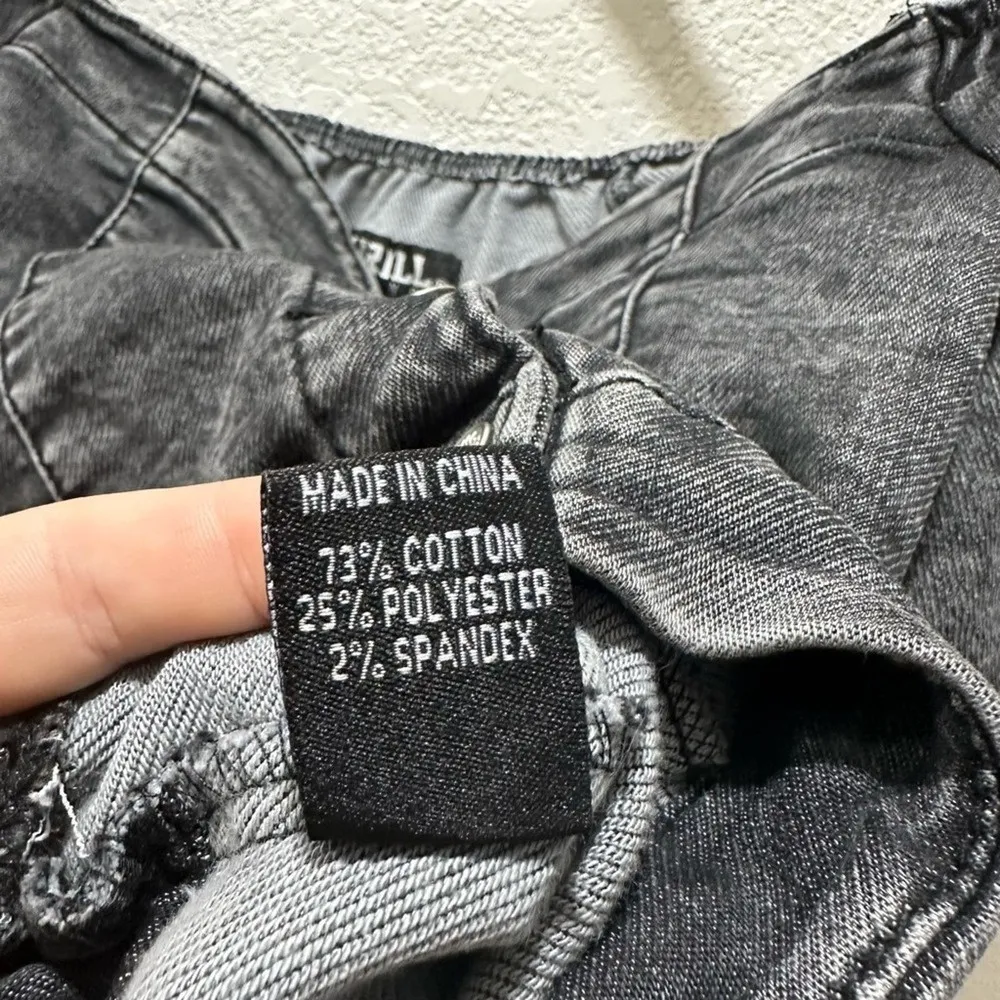 MADE IN CHINA
73% COTTON
25% POLYESTER
2% SPANDEX